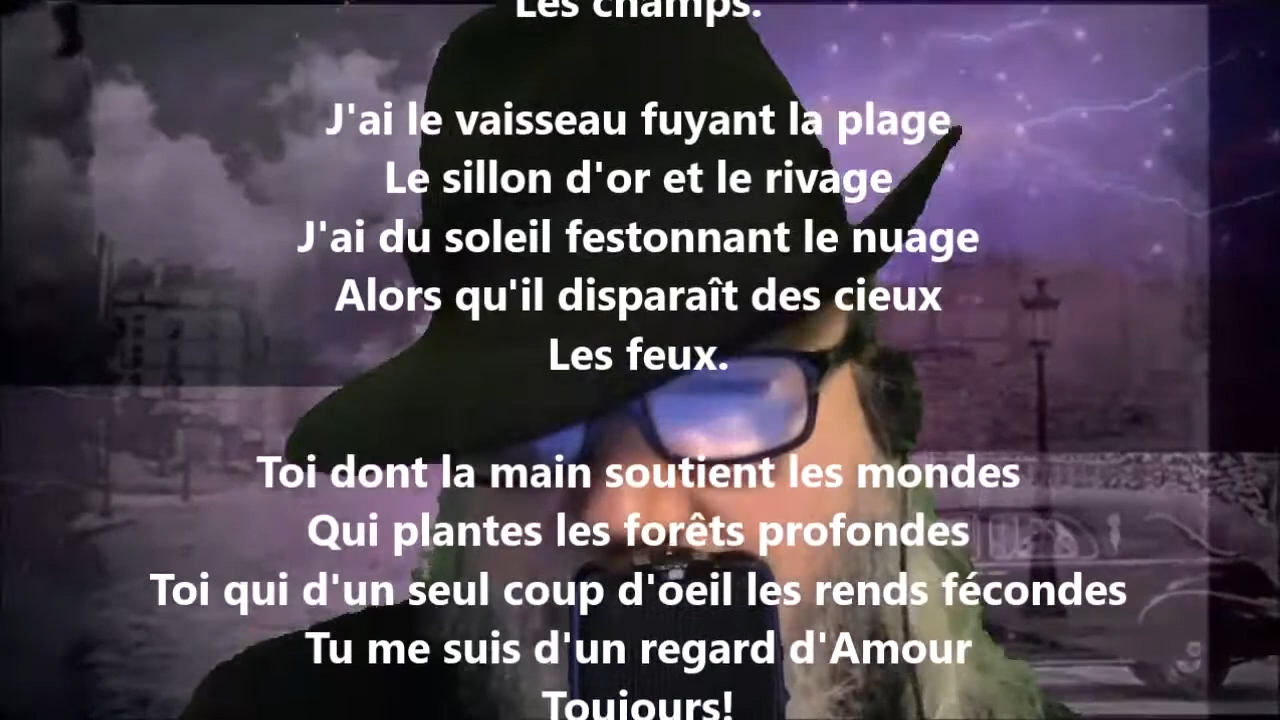 Les champs.
J'ai le vaisseau fuyant la plage
Le sillon d'or et le rivage
J'ai du soleil festonnant le nuage
Alors qu'il disparaît des cieux
Les feux.
Toi dont la main soutient les mondes
Qui plantes les forêts profondes
Toi qui d'un seul coup d'oeil les rends fécondes
Tu me suis d'un regard d'Amour
Toujours!